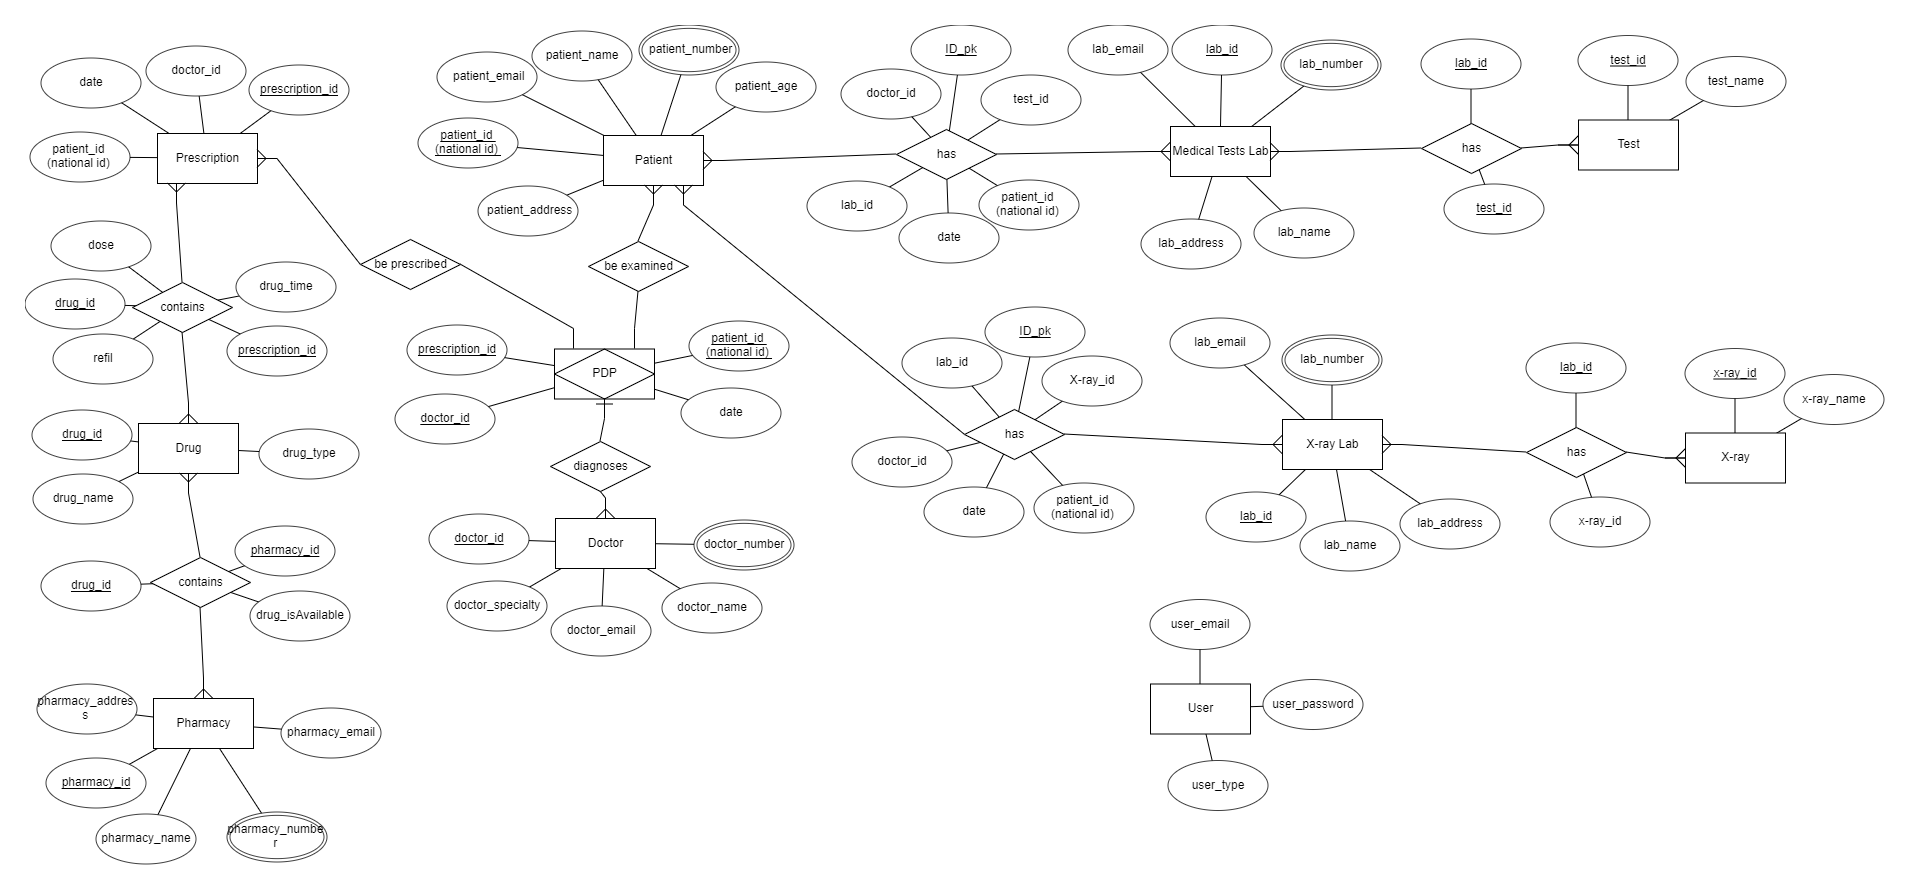 date
doctor_id
prescription_id
patient_id
(national id)
Prescription
dose
drug_id
drug_time
contains
refil
prescription_id
drug_id
Drug
drug_type
drug_name
pharmacy_id
drug_id
contains
drug_isAvailable
pharmacy_addres
s
Pharmacy
pharmacy_email
pharmacy_id
pharmacy_name
pharmacy_numbe
r
be prescribed
patient_email
patient_name
patient_number
patient_age
patient_id
(national id)
Patient
patient_address
be examined
prescription_id
patient_id
(national id)
PDP
doctor_id
date
diagnoses
doctor_id
Doctor
doctor_number
doctor_specialty
doctor_email
doctor_name
ID_pk
doctor_id
test_id
has
lab_id
patient_id
(national id)
date
lab_email
lab_id
lab_number
Medical Tests Lab
lab_address
lab_name
lab_id
has
test_id
test_id
test_name
Test
ID_pk
lab_id
X-ray_id
has
doctor_id
date
patient_id
(national id)
lab_email
lab_number
X-ray Lab
lab_id
lab_name
lab_address
lab_id
has
x-ray_id
x-ray_id
x-ray_name
X-ray
user_email
User
user_password
user_type